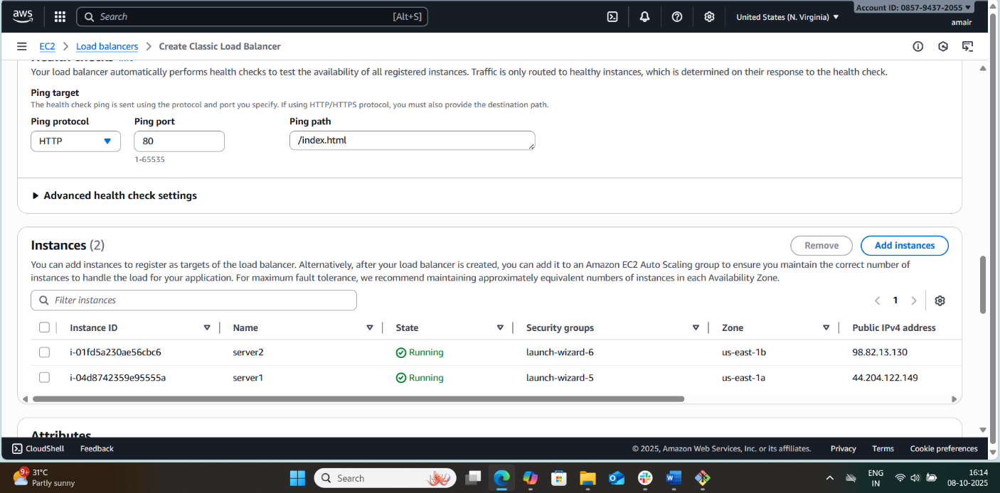 aws
Search [Alt+S]
United States (N. Virginia)
Account ID: 0857-9437-2055
amair
EC2 Load balancers Create Classic Load Balancer
Health checks Info
Your load balancer automatically performs health checks to test the availability of all registered instances. Traffic is only routed to healthy instances, which is determined on their response to the health check.
Ping target
The health check ping is sent using the protocol and port you specify. If using HTTP/HTTPS protocol, you must also provide the destination path.
Ping protocol Ping port Ping path
HTTP 80 /index.html
1-65535
Advanced health check settings
Instances (2) Remove Add instances
You can add instances to register as targets of the load balancer. Alternatively, after your load balancer is created, you can add it to an Amazon EC2 Auto Scaling group to ensure you maintain the correct number of
instances to handle the load for your application. For maximum fault tolerance, we recommend maintaining approximately equivalent numbers of instances in each Availability Zone.
Filter instances 1
Instance ID Name State Security groups Zone Public IPv4 address
i-01fd5a230ae56cbc6 server2 Running launch-wizard-6 us-east-1b 98.82.13.130
i-04d8742359e95555a server1 Running launch-wizard-5 us-east-1a 44.204.122.149
Attributes
CloudShell Feedback © 2025, Amazon Web Services, Inc. or its affiliates. Privacy Terms Cookie preferences
9+ 31°C
Partly sunny
Search
ENG
IN
16:14
08-10-2025